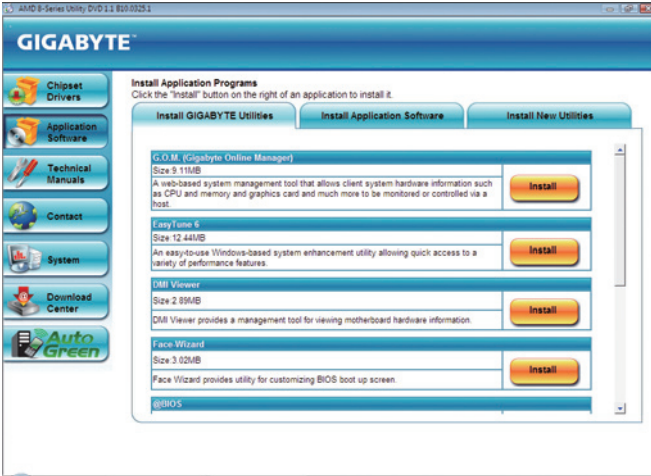 AMD 8-Series Utility DVD 1.1 B10.0325.1
GIGABYTE™
Chipset
Drivers
Application
Software
Technical
Manuals
Contact
System
Download
Center
Auto
Green
Install Application Programs
Click the "Install" button on the right of an application to install it.
Install GIGABYTE Utilities
Install Application Software
Install New Utilities
G.O.M. (Gigabyte Online Manager)
Size:9.11MB
A web-based system management tool that allows client system hardware information such
as CPU and memory and graphics card and much more to be monitored or controlled via a
host.
Install
EasyTune 6
Size:12.44MB
An easy-to-use Windows-based system enhancement utility allowing quick access to a
variety of performance features.
Install
DMI Viewer
Size:2.89MB
DMI Viewer provides a management tool for viewing motherboard hardware information.
Install
Face-Wizard
Size:3.02MB
Face Wizard provides utility for customizing BIOS boot up screen.
Install
@BIOS